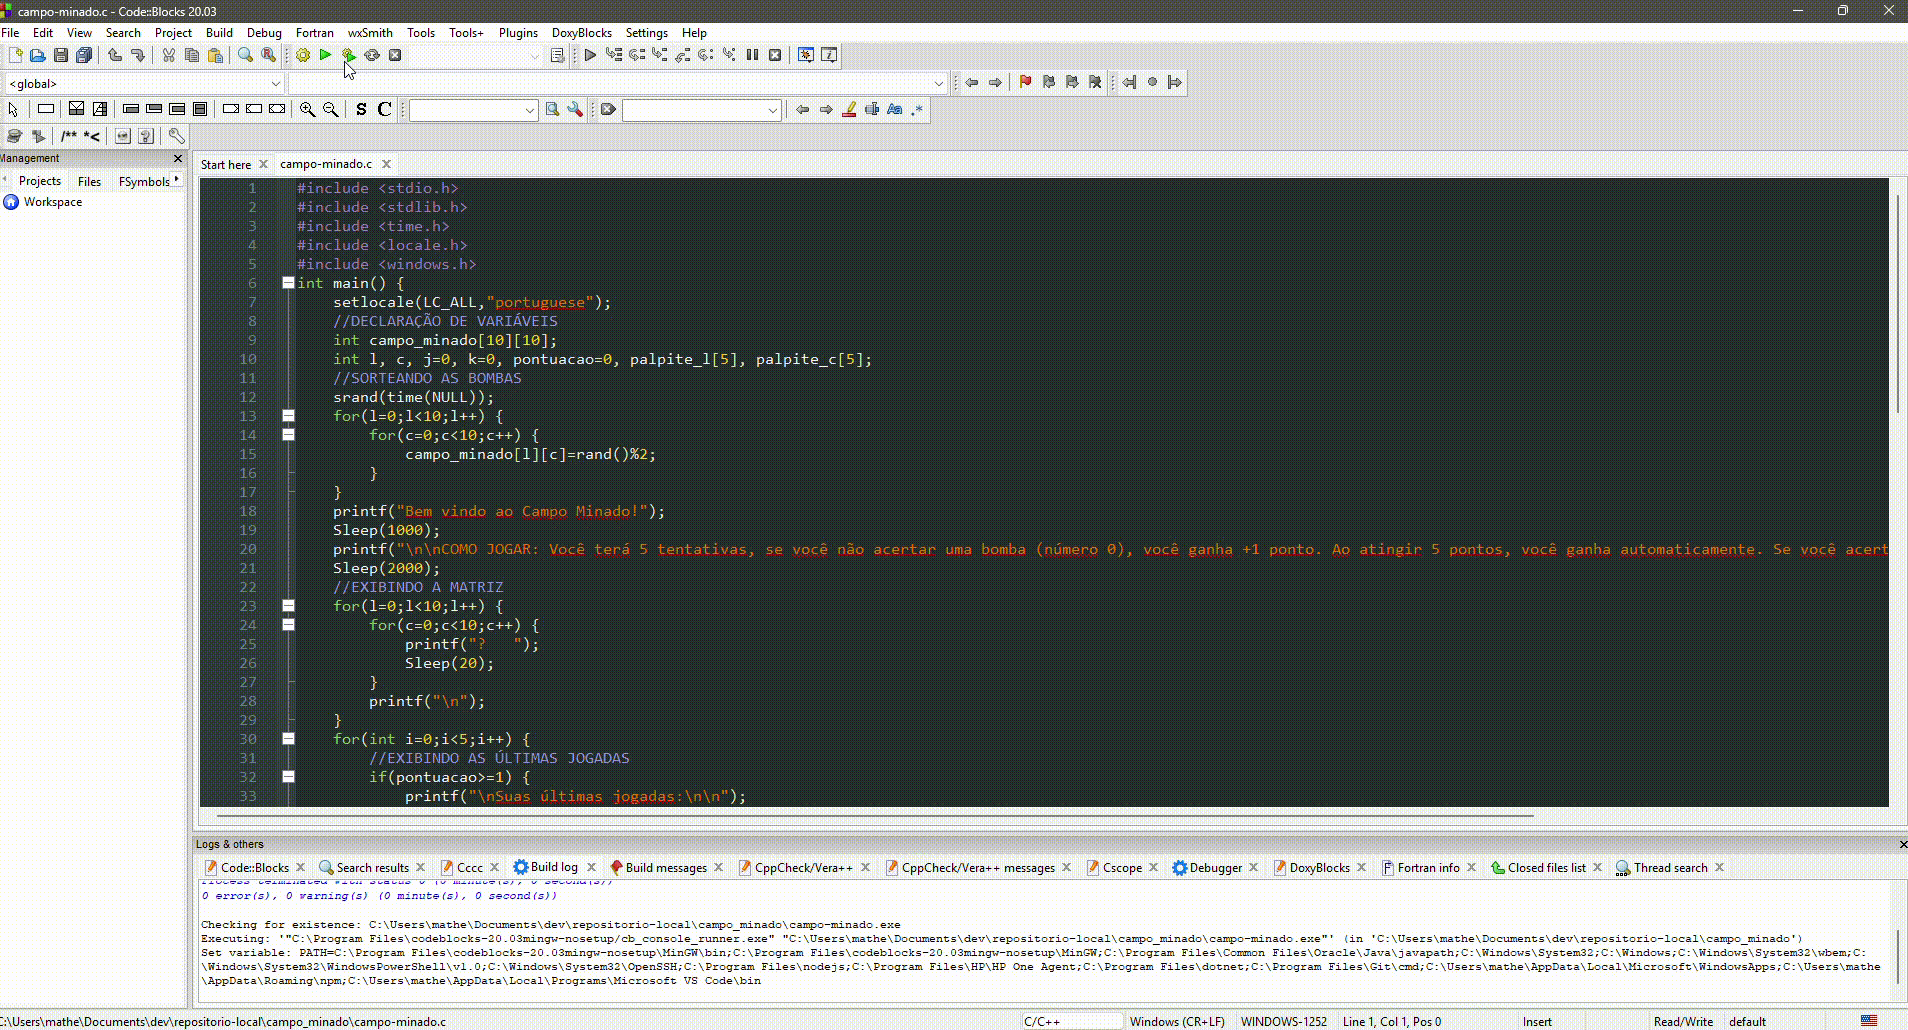 campo-minado.c - Code::Blocks 20.03
File Edit View Search Project Build Debug Fortran wxSmith Tools Tools+ Plugins DoxyBlocks Settings Help
<global>
S C
/** *<
Management
Projects Files FSymbols
Workspace
Start here campo-minado.c
1 #include <stdio.h>
2 #include <stdlib.h>
3 #include <time.h>
4 #include <locale.h>
5 #include <windows.h>
6 int main() {
7 setlocale(LC_ALL,"portuguese");
8 //DECLARAÇÃO DE VARIÁVEIS
9 int campo_minado[10][10];
10 int l, c, j=0, k=0, pontuacao=0, palpite_l[5], palpite_c[5];
11 //SORTEANDO AS BOMBAS
12 srand(time(NULL));
13 for(l=0;l<10;l++) {
14 for(c=0;c<10;c++) {
15 campo_minado[l][c]=rand()%2;
16 }
17 }
18 printf("Bem vindo ao Campo Minado!");
19 Sleep(1000);
20 printf("\n\nCOMO JOGAR: Você terá 5 tentativas, se você não acertar uma bomba (número 0), você ganha +1 ponto. Ao atingir 5 pontos, você ganha automaticamente. Se você acert
21 Sleep(2000);
22 //EXIBINDO A MATRIZ
23 for(l=0;l<10;l++) {
24 for(c=0;c<10;c++) {
25 printf("?   ");
26 Sleep(20);
27 }
28 printf("\n");
29 }
30 for(int i=0;i<5;i++) {
31 //EXIBINDO AS ÚLTIMAS JOGADAS
32 if(pontuacao>=1) {
33 printf("\nSuas últimas jogadas:\n\n");
Logs & others
Code::Blocks Search results Cccc Build log Build messages CppCheck/Vera++ CppCheck/Vera++ messages Cscope Debugger DoxyBlocks Fortran info Closed files list Thread search
Process terminated with status 0 (0 minute(s), 0 second(s))
0 error(s), 0 warning(s) (0 minute(s), 0 second(s))
Checking for existence: C:\Users\mathe\Documents\dev\repositorio-local\campo_minado\campo-minado.exe
Executing: '"C:\Program Files\codeblocks-20.03mingw-nosetup/cb_console_runner.exe" "C:\Users\mathe\Documents\dev\repositorio-local\campo_minado\campo-minado.exe"' (in 'C:\Users\mathe\Documents\dev\repositorio-local\campo_minado')
Set variable: PATH=C:\Program Files\codeblocks-20.03mingw-nosetup\MinGW\bin;C:\Program Files\codeblocks-20.03mingw-nosetup\MinGW;C:\Program Files\Common Files\Oracle\Java\javapath;C:\Windows\System32;C:\Windows;C:\Windows\System32\wbem;C:
\Windows\System32\WindowsPowerShell\v1.0;C:\Windows\System32\OpenSSH;C:\Program Files\nodejs;C:\Program Files\HP\HP One Agent;C:\Program Files\dotnet;C:\Program Files\Git\cmd;C:\Users\mathe\AppData\Local\Microsoft\WindowsApps;C:\Users\mathe
\AppData\Roaming\npm;C:\Users\mathe\AppData\Local\Programs\Microsoft VS Code\bin
C:\Users\mathe\Documents\dev\repositorio-local\campo_minado\campo-minado.c C/C++ Windows (CR+LF) WINDOWS-1252 Line 1, Col 1, Pos 0 Insert Read/Write default